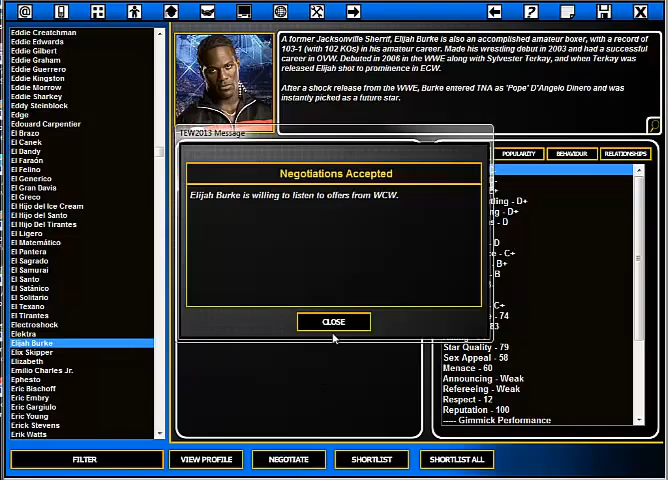 Eddie Creatchman
Eddie Edwards
Eddie Gilbert
Eddie Graham
Eddie Guerrero
Eddie Kingston
Eddie Morrow
Eddie Sharkey
Eddy Steinblock
Edge
Edouard Carpentier
El Brazo
El Canek
El Dandy
El Faraón
El Felino
El Generico
El Gran Davis
El Greco
El Hijo del Ice Cream
El Hijo del Santo
El Hijo Del Tirantes
El Ligero
El Matemático
El Pantera
El Sagrado
El Samurai
El Santo
El Satánico
El Solitario
El Texano
El Tirantes
Electroshock
Elektra
Elijah Burke
Elix Skipper
Elizabeth
Emilio Charles Jr.
Ephesto
Eric Bischoff
Eric Embry
Eric Gargiulo
Eric Young
Erick Stevens
Erik Watts
A former Jacksonville Sherrif, Elijah Burke is also an accomplished amateur boxer, with a record of
103-1 (with 102 KOs) in his amateur career. Made his wrestling debut in 2003 and had a successful
career in OVW. Debuted in 2006 in the WWE along with Sylvester Terkay, and when Terkay was
released Elijah shot to prominence in ECW.
After a shock release from the WWE, Burke entered TNA as 'Pope' D'Angelo Dinero and was
instantly picked as a future star.
TEW2013 Message
Negotiations Accepted
Elijah Burke is willing to listen to offers from WCW.
CLOSE
POPULARITY
BEHAVIOUR
RELATIONSHIPS
ding - D+
ng - D+
s - D
D
e - C+
- B+
- B
C+
e - 74
83
Star Quality - 79
Sex Appeal - 58
Menace - 60
Announcing - Weak
Refereeing - Weak
Respect - 12
Reputation - 100
---- Gimmick Performance
FILTER
VIEW PROFILE
NEGOTIATE
SHORTLIST
SHORTLIST ALL